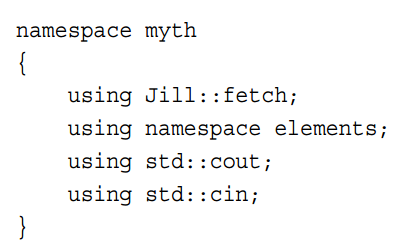 namespace myth
{
    using Jill::fetch;
    using namespace elements;
    using std::cout;
    using std::cin;
}